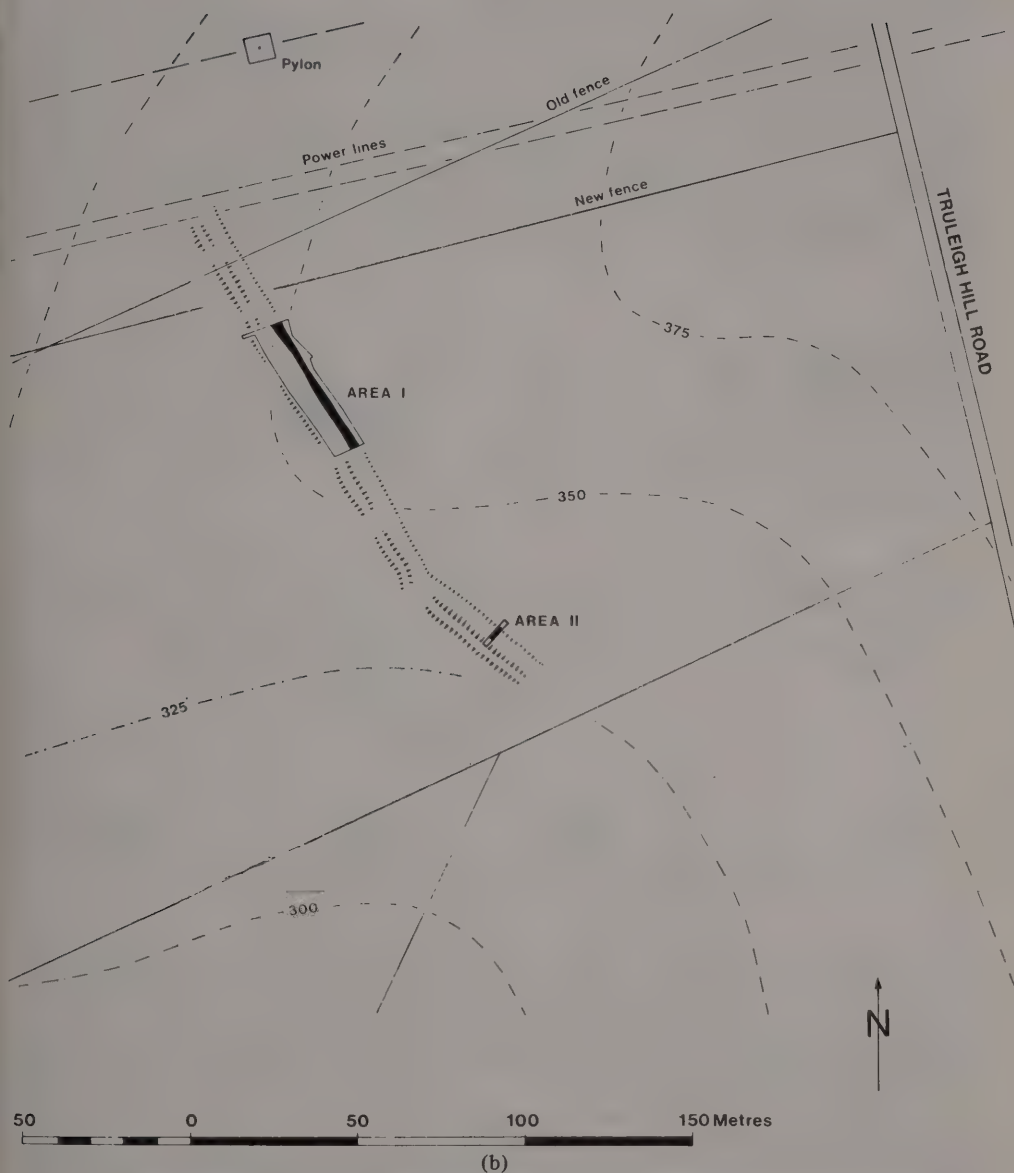 Pylon
Old fence
Power lines
New fence
TRULEIGH HILL ROAD
375
AREA I
350
AREA II
325
300
N
50 0 50 100 150 Metres
(b)